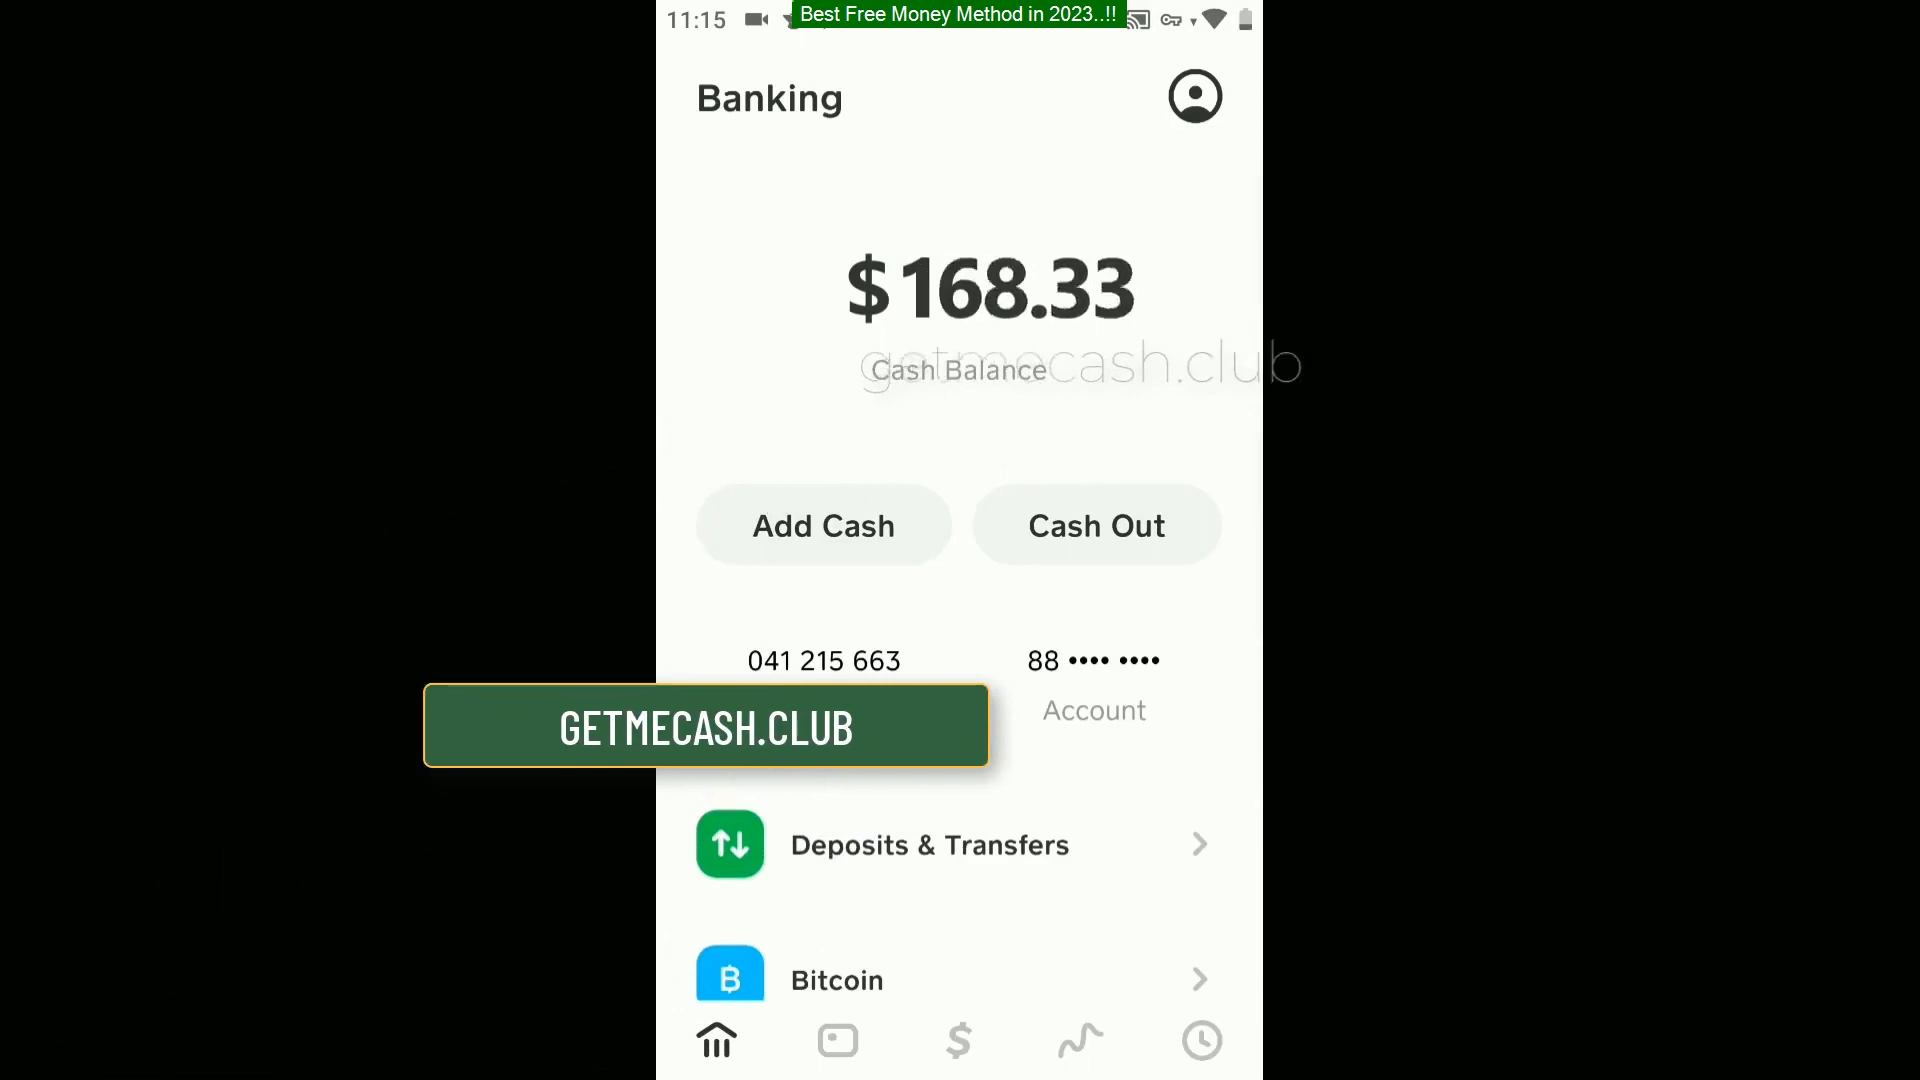 11:15
Best Free Money Method in 2023..!!
Banking
$168.33
getmecash.club
Cash Balance
Add Cash
Cash Out
041 215 663
88 •••• ••••
GETMECASH.CLUB
Account
Deposits & Transfers
Bitcoin